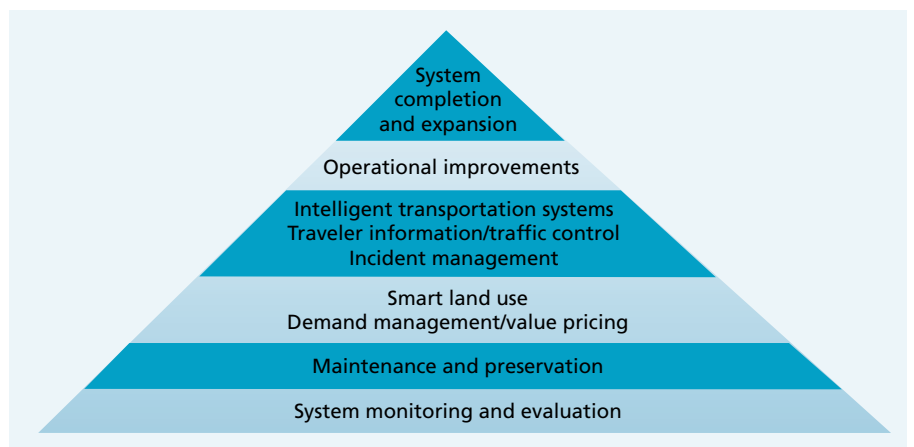 System
completion
and expansion
Operational improvements
Intelligent transportation systems
Traveler information/traffic control
Incident management
Smart land use
Demand management/value pricing
Maintenance and preservation
System monitoring and evaluation